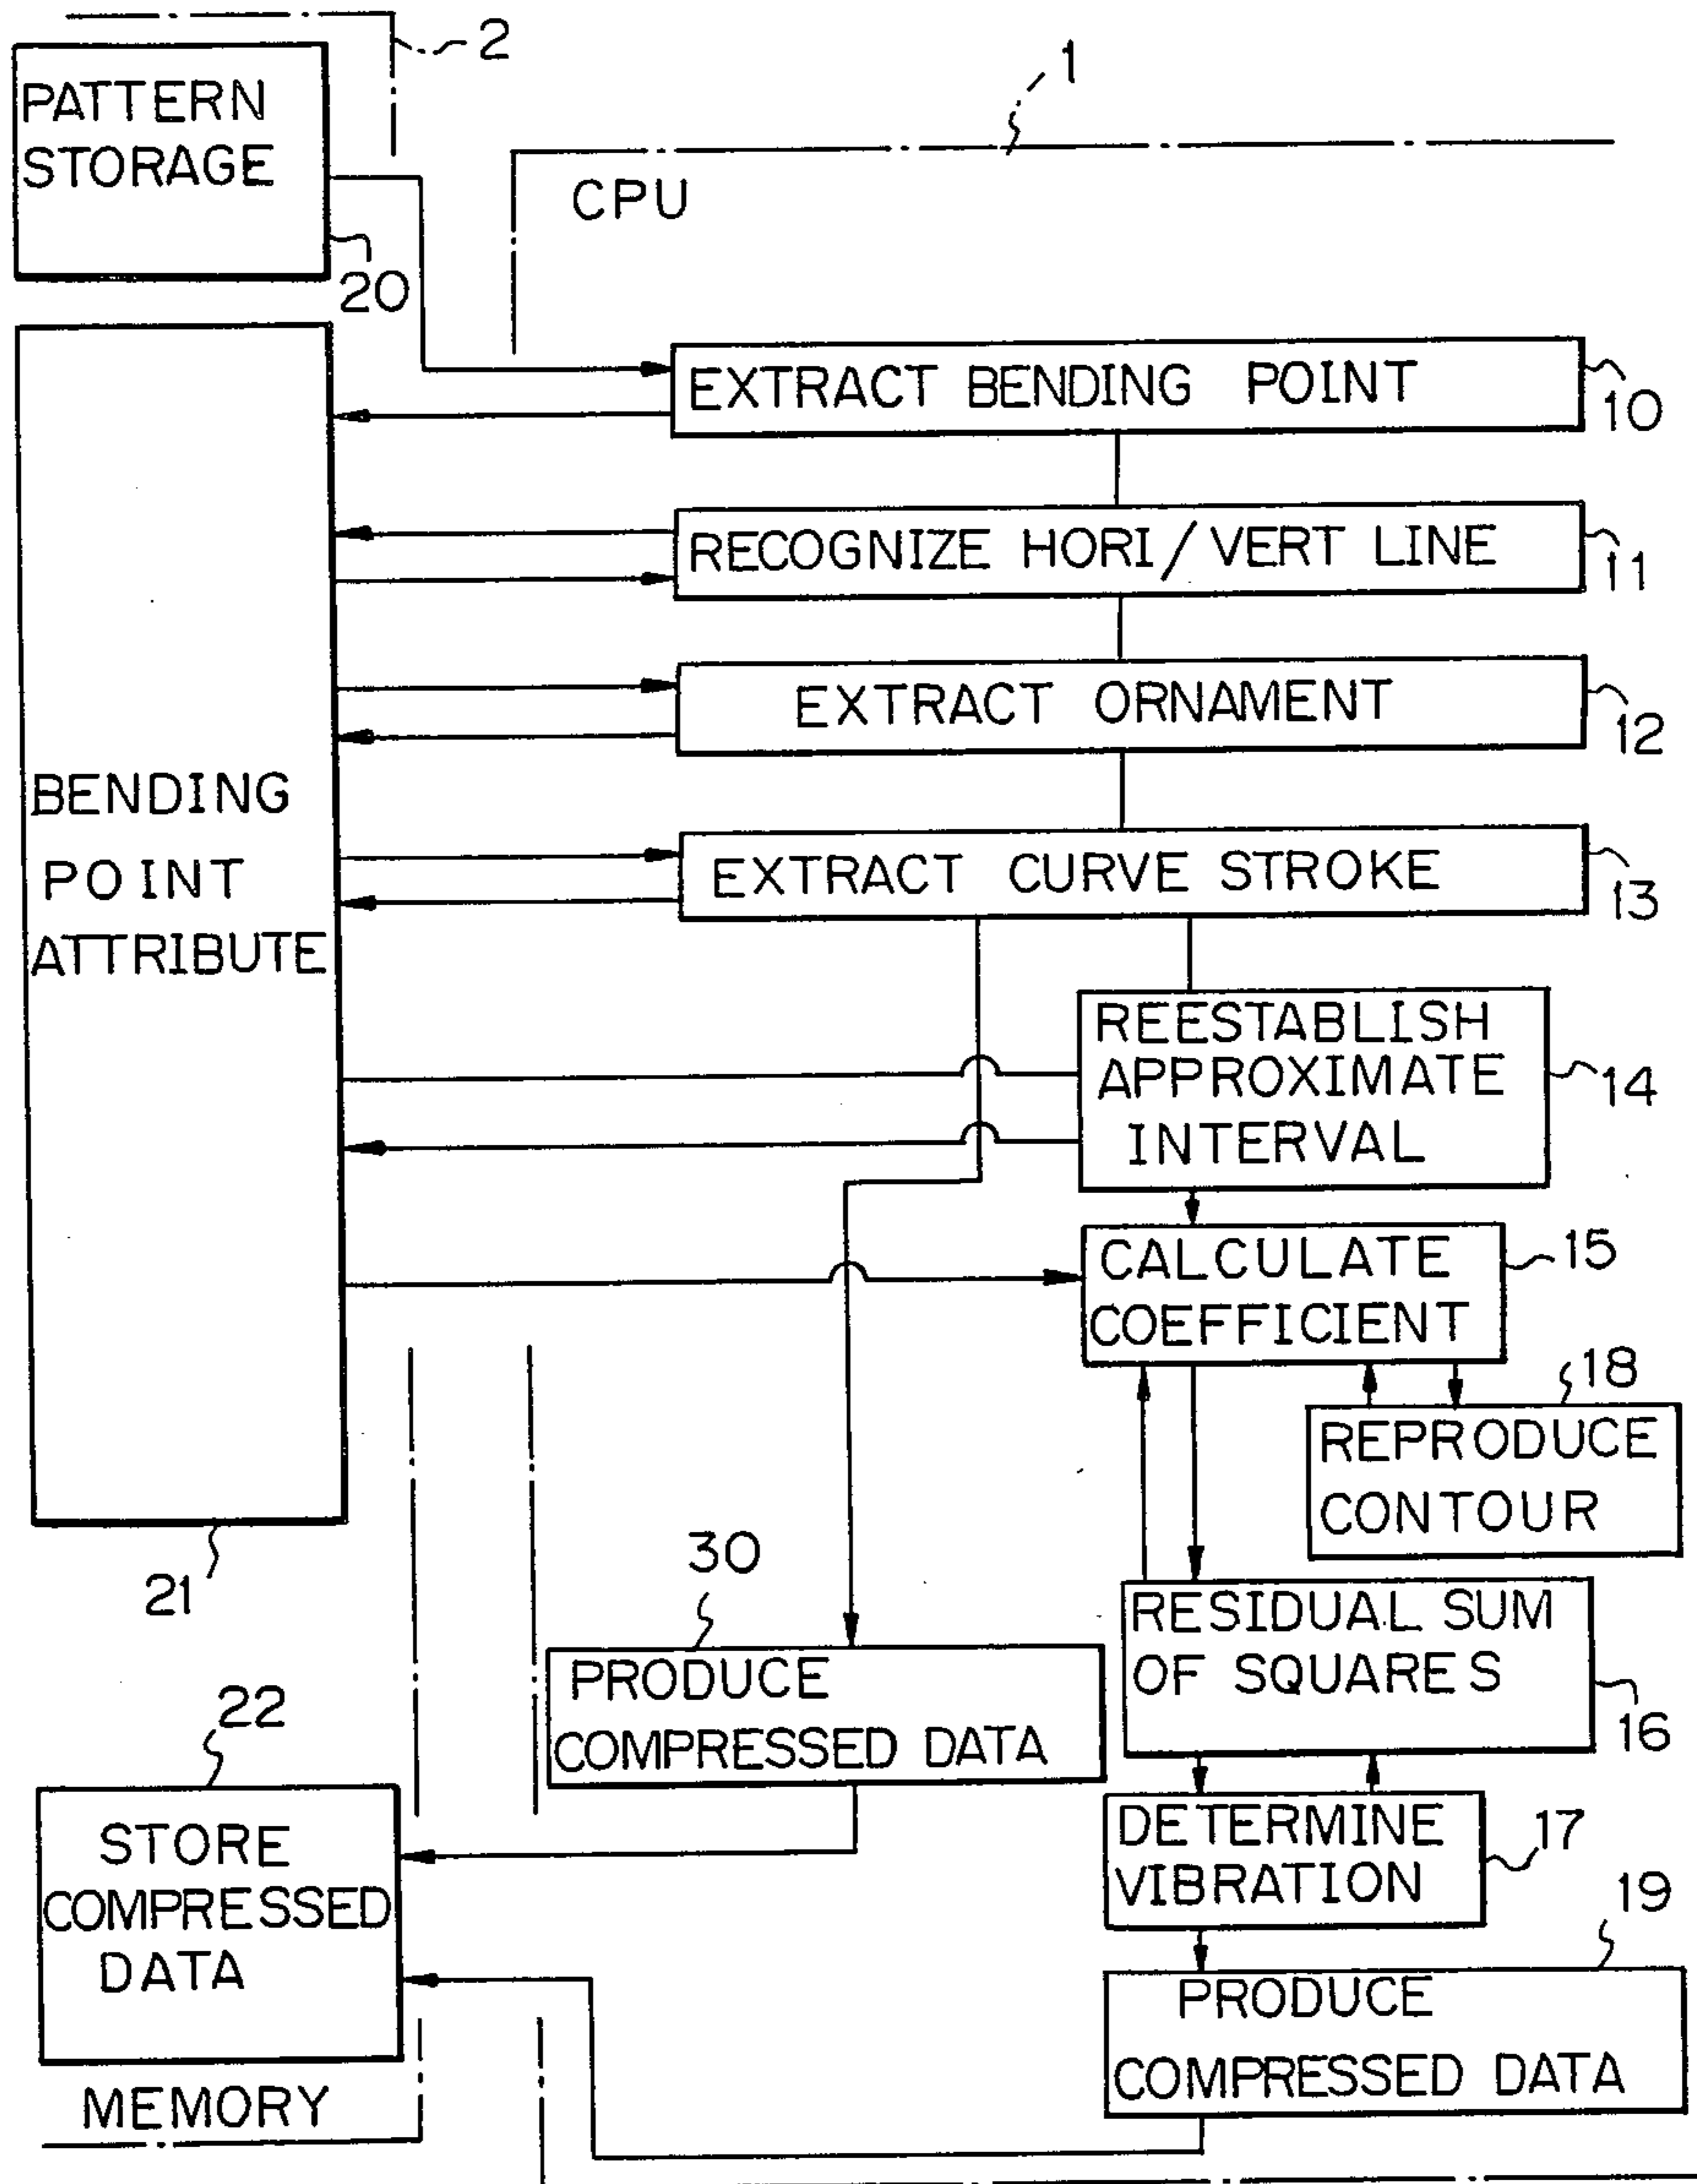 2
1
PATTERN
STORAGE
CPU
20
EXTRACT BENDING POINT
10
RECOGNIZE HORI/VERT LINE
11
EXTRACT ORNAMENT
12
BENDING
POINT
ATTRIBUTE
EXTRACT CURVE STROKE
13
REESTABLISH
APPROXIMATE
INTERVAL
14
CALCULATE
COEFFICIENT
15
18
REPRODUCE
CONTOUR
21
30
RESIDUAL SUM
OF SQUARES
16
PRODUCE
COMPRESSED DATA
22
STORE
COMPRESSED
DATA
DETERMINE
VIBRATION
17
19
PRODUCE
COMPRESSED DATA
MEMORY